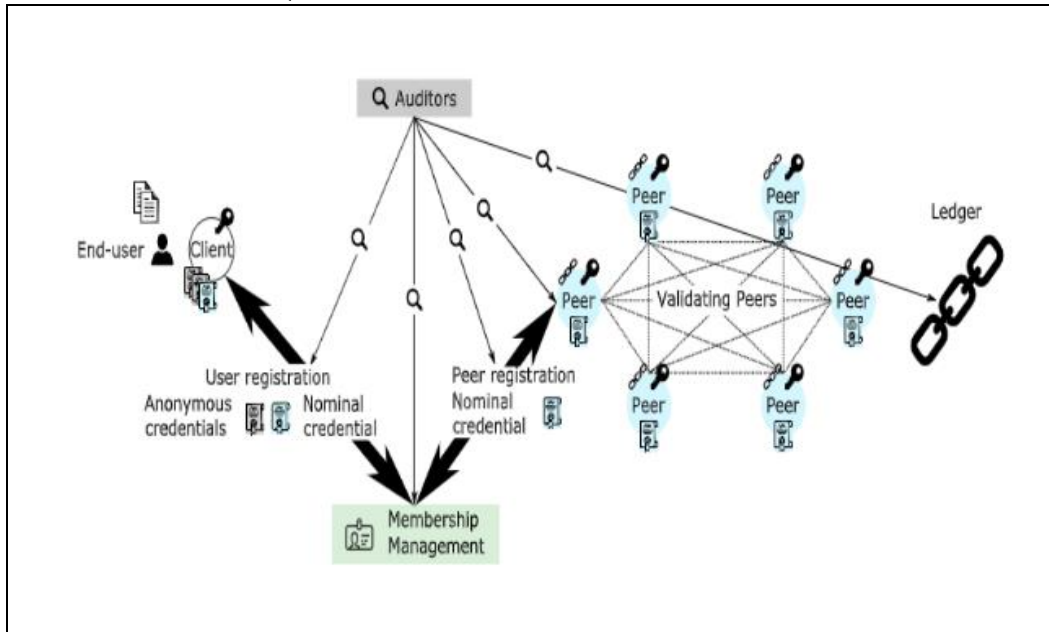 Auditors
Peer
Peer
Ledger
End-user
Client
Peer
Validating Peers
Peer
User registration
Anonymous
credentials
Nominal
credential
Peer registration
Nominal
credential
Peer
Peer
Membership
Management